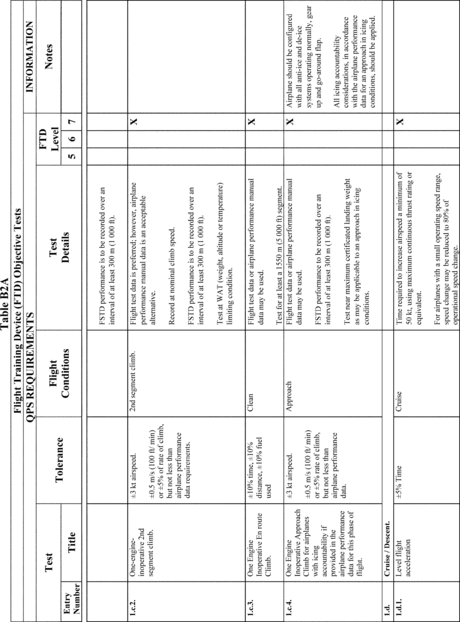 Table B2A
Flight Training Device (FTD) Objective Tests
QPS REQUIREMENTS
INFORMATION
Test
Tolerance
Flight
Conditions
Test
Details
FTD
Level
Notes
Entry
Number
Title
5 6 7
FSTD performance is to be recorded over an
interval of at least 300 m (1 000 ft).
1.c.2.
One-engine-
inoperative 2nd
segment climb.
±3 kt airspeed.
±0.5 m/s (100 ft/ min)
or ±5% of rate of climb,
but not less than
airplane performance
data requirements.
2nd segment climb.
Flight test data is preferred; however, airplane
performance manual data is an acceptable
alternative.
Record at nominal climb speed.
FSTD performance is to be recorded over an
interval of at least 300 m (1 000 ft).
Test at WAT (weight, altitude or temperature)
limiting condition.
X
1.c.3.
One Engine
Inoperative En route
Climb.
±10% time, ±10%
distance, ±10% fuel
used
Clean
Flight test data or airplane performance manual
data may be used.
Test for at least a 1550 m (5 000 ft) segment.
X
1.c.4.
One Engine
Inoperative Approach
Climb for airplanes
with icing
accountability if
provided in the
airplane performance
data for this phase of
flight.
±3 kt airspeed.
±0.5 m/s (100 ft/ min)
or ±5% rate of climb,
but not less than
airplane performance
data.
Approach
Flight test data or airplane performance manual
data may be used.
FSTD performance to be recorded over an
interval of at least 300 m (1 000 ft).
Test near maximum certificated landing weight
as may be applicable to an approach in icing
conditions.
X
Airplane should be configured
with all anti-ice and de-ice
systems operating normally, gear
up and go-around flap.
All icing accountability
considerations, in accordance
with the airplane performance
data for an approach in icing
conditions, should be applied.
1.d. Cruise / Descent.
1.d.1.
Level flight
acceleration
±5% Time
Cruise
Time required to increase airspeed a minimum of
50 kt, using maximum continuous thrust rating or
equivalent.
For airplanes with a small operating speed range,
speed change may be reduced to 80% of
operational speed change.
X